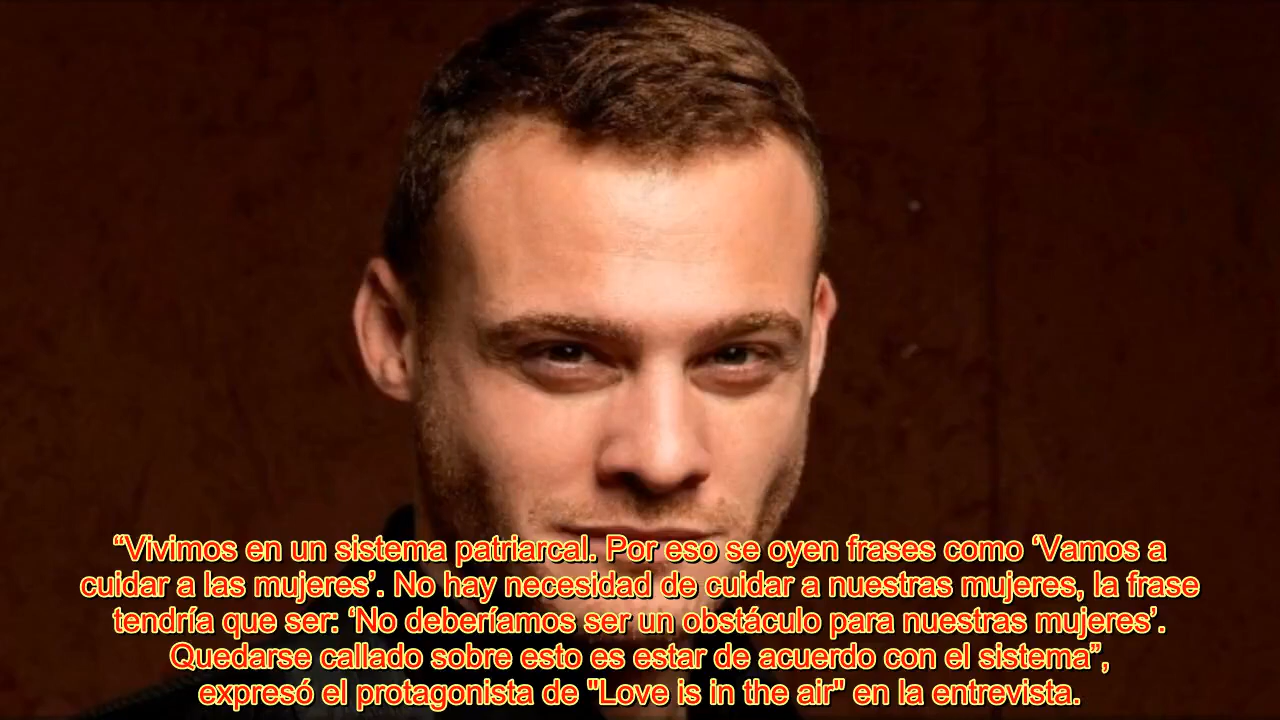 “Vivimos en un sistema patriarcal. Por eso se oyen frases como ‘Vamos a
cuidar a las mujeres’. No hay necesidad de cuidar a nuestras mujeres, la frase
tendría que ser: ‘No deberíamos ser un obstáculo para nuestras mujeres’.
Quedarse callado sobre esto es estar de acuerdo con el sistema”,
expresó el protagonista de "Love is in the air" en la entrevista.